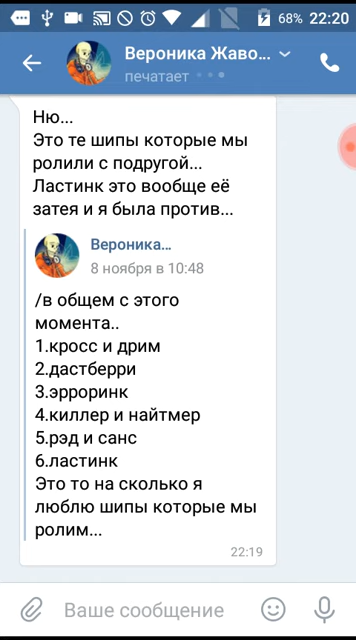 68% 22:20
Вероника Жаво...
печатает
Ню...
Это те шипы которые мы
ролили с подругой...
Ластинк это вообще её
затея и я была против...
Вероника...
8 ноября в 10:48
/в общем с этого
момента..
1.кросс и дрим
2.дастберри
3.эрроринк
4.киллер и найтмер
5.рэд и санс
6.ластинк
Это то на сколько я
люблю шипы которые мы
ролим...
22:19
Ваше сообщение